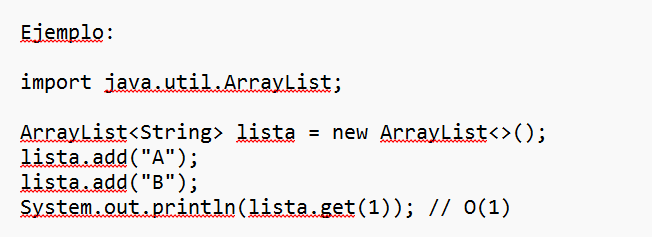 Ejemplo:
import java.util.ArrayList;
ArrayList<String> lista = new ArrayList<>();
lista.add("A");
lista.add("B");
System.out.println(lista.get(1)); // O(1)